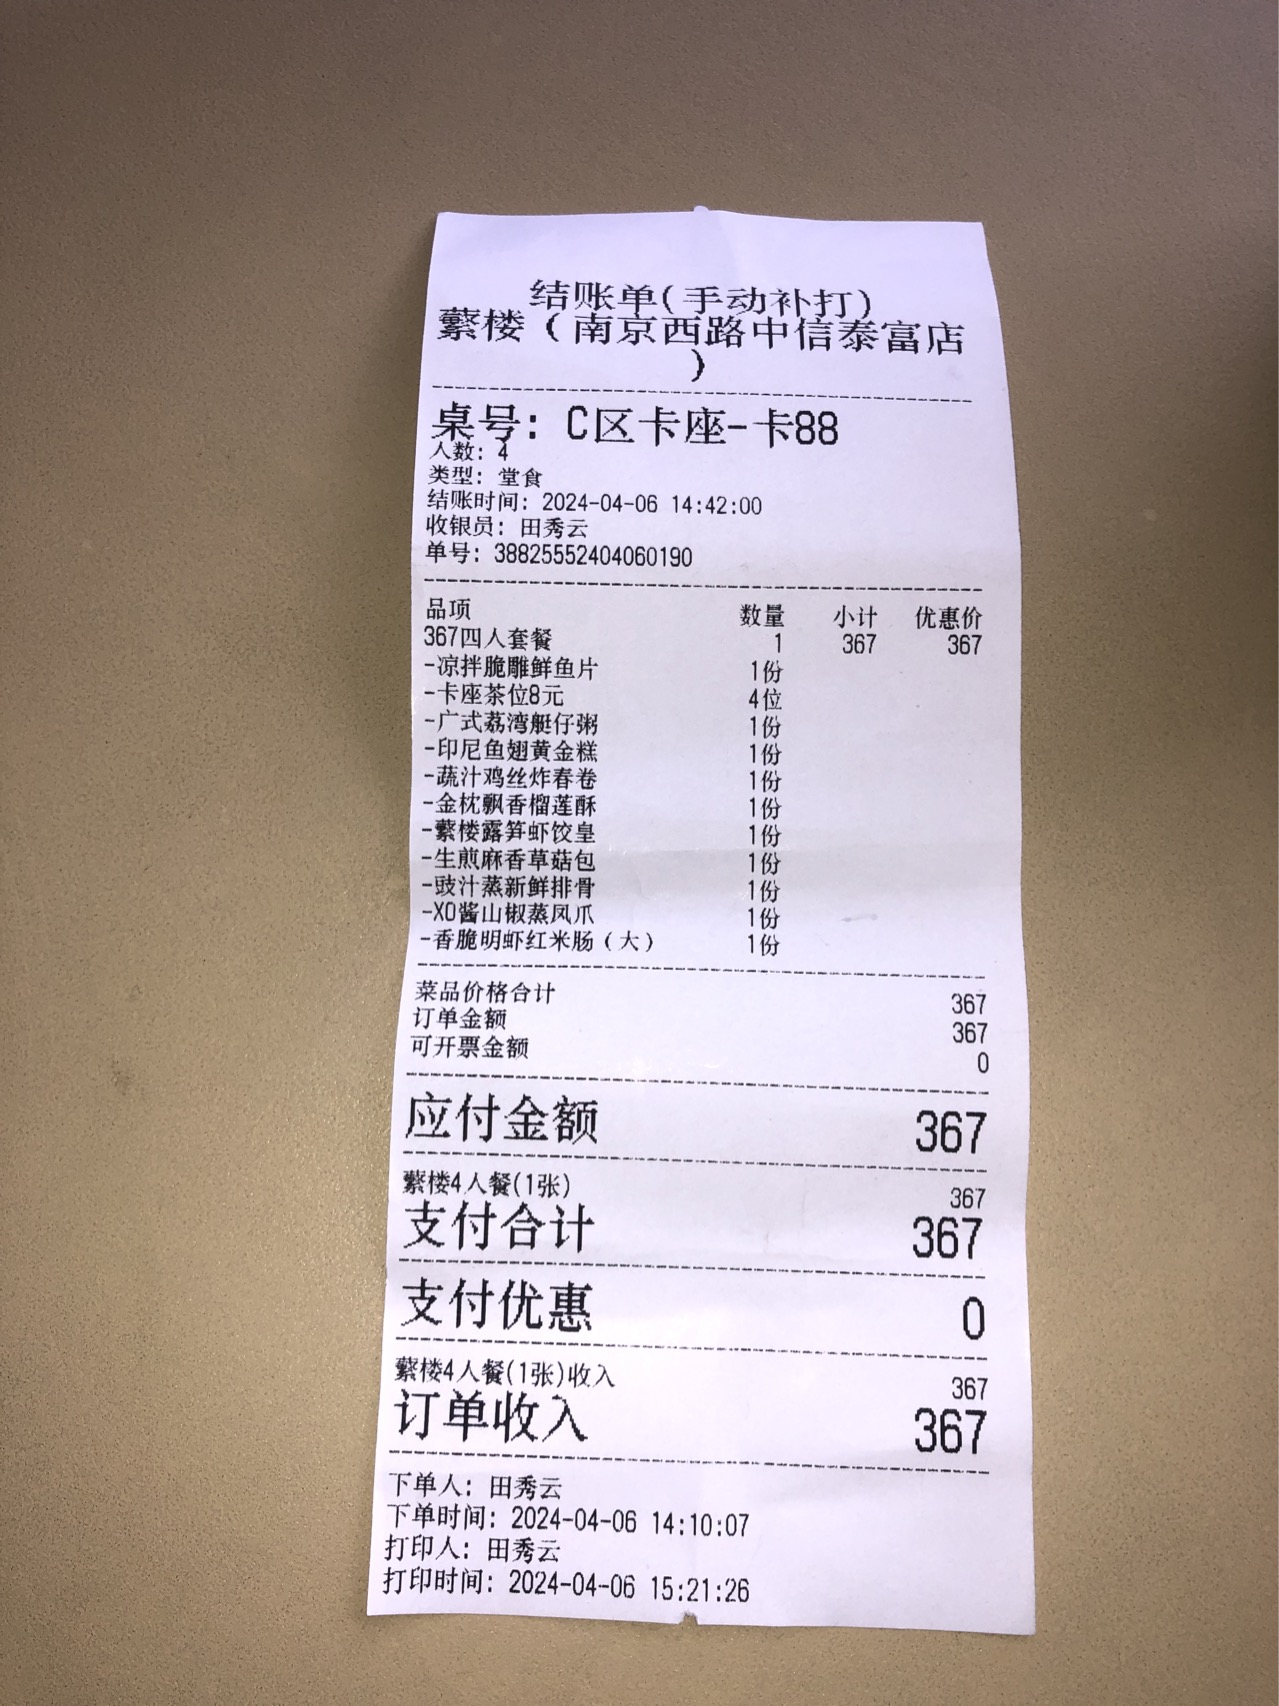 结账单(手动补打)
蘩楼（南京西路中信泰富店
）
桌号: C区卡座-卡88
人数: 4
类型: 堂食
结账时间: 2024-04-06 14:42:00
收银员: 田秀云
单号: 38825552404060190
品项 数量 小计 优惠价
367四人套餐 1 367 367
-凉拌脆雕鲜鱼片 1份
-卡座茶位8元 4位
-广式荔湾艇仔粥 1份
-印尼鱼翅黄金糕 1份
-蔬汁鸡丝炸春卷 1份
-金枕飘香榴莲酥 1份
-蘩楼露笋虾饺皇 1份
-生煎麻香草菇包 1份
-豉汁蒸新鲜排骨 1份
-XO酱山椒蒸凤爪 1份
-香脆明虾红米肠（大） 1份
菜品价格合计 367
订单金额 367
可开票金额 0
应付金额 367
蘩楼4人餐(1张) 367
支付合计 367
支付优惠 0
蘩楼4人餐(1张)收入 367
订单收入 367
下单人: 田秀云
下单时间: 2024-04-06 14:10:07
打印人: 田秀云
打印时间: 2024-04-06 15:21:26